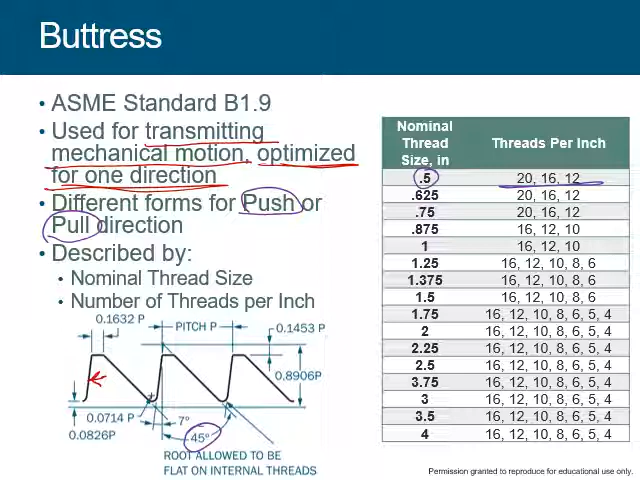 Buttress
• ASME Standard B1.9
• Used for transmitting
mechanical motion, optimized
for one direction
• Different forms for Push or
Pull direction
• Described by:
• Nominal Thread Size
• Number of Threads per Inch
0.1632 P
PITCH P
0.1453 P
0.8906P
0.0714 P
7°
0.0826P
45°
ROOT ALLOWED TO BE
FLAT ON INTERNAL THREADS
Nominal
Thread
Size, in
Threads Per Inch
.5 20, 16, 12
.625 20, 16, 12
.75 20, 16, 12
.875 16, 12, 10
1 16, 12, 10
1.25 16, 12, 10, 8, 6
1.375 16, 12, 10, 8, 6
1.5 16, 12, 10, 8, 6
1.75 16, 12, 10, 8, 6, 5, 4
2 16, 12, 10, 8, 6, 5, 4
2.25 16, 12, 10, 8, 6, 5, 4
2.5 16, 12, 10, 8, 6, 5, 4
3.75 16, 12, 10, 8, 6, 5, 4
3 16, 12, 10, 8, 6, 5, 4
3.5 16, 12, 10, 8, 6, 5, 4
4 16, 12, 10, 8, 6, 5, 4
Permission granted to reproduce for educational use only.